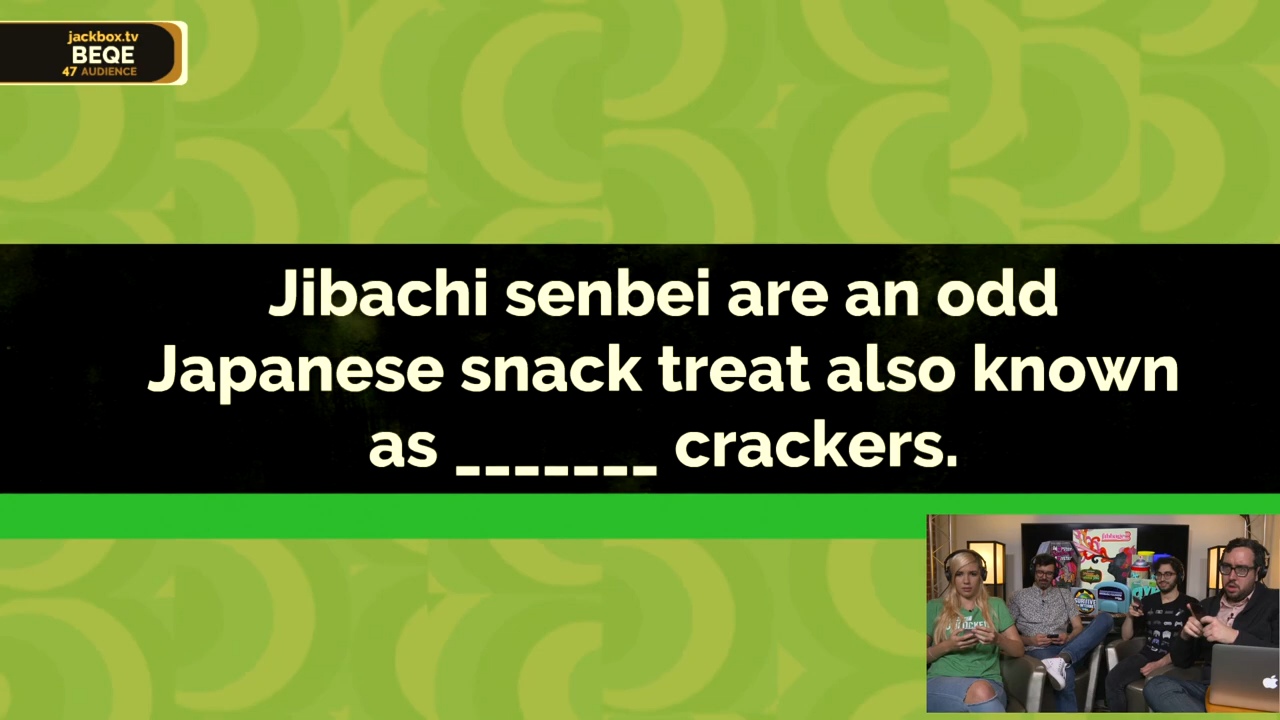 jackbox.tv
BEQE
47 AUDIENCE
Jibachi senbei are an odd
Japanese snack treat also known
as _______ crackers.